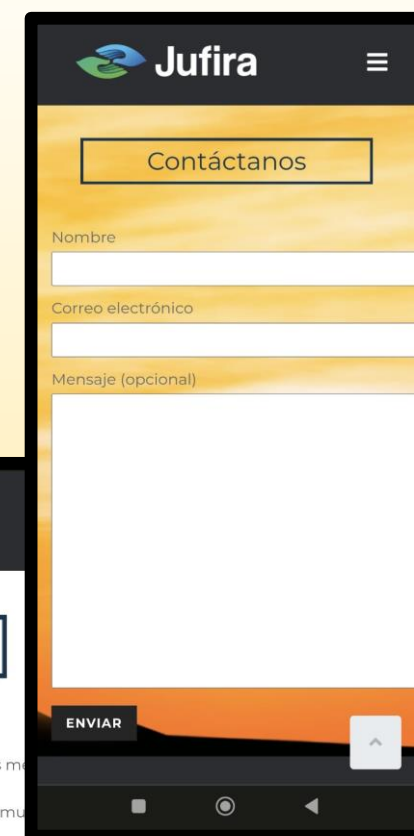 Jufira
Contáctanos
Nombre
Correo electrónico
Mensaje (opcional)
ENVIAR